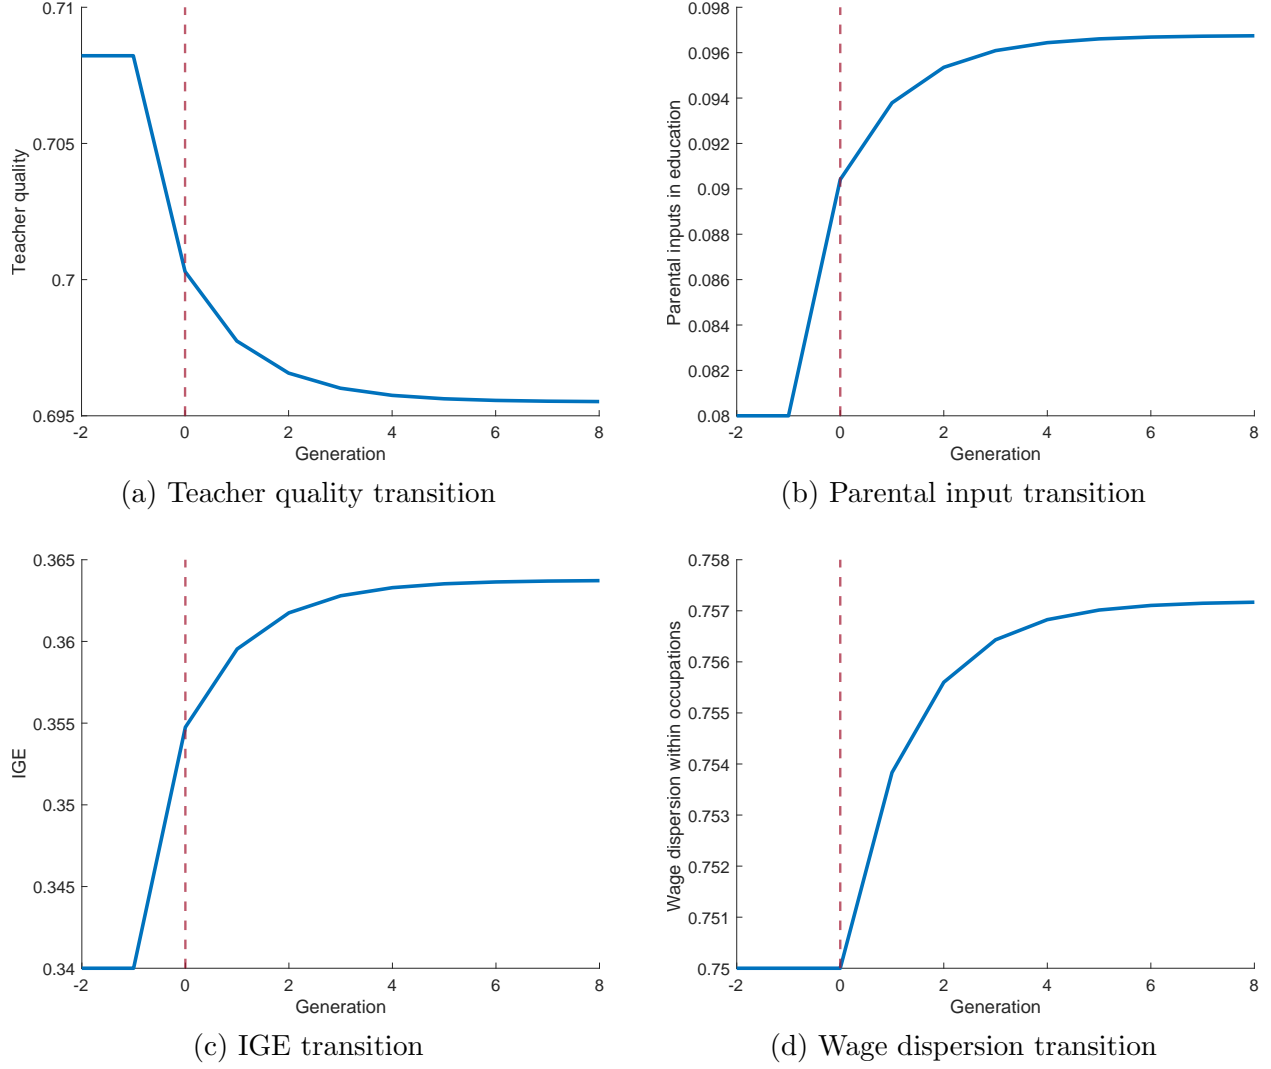 0.71
0.705
0.7
0.695
Teacher quality
-2 0 2 4 6 8
Generation
(a) Teacher quality transition
0.098
0.096
0.094
0.092
0.09
0.088
0.086
0.084
0.082
0.08
Parental inputs in education
-2 0 2 4 6 8
Generation
(b) Parental input transition
0.365
0.36
0.355
0.35
0.345
0.34
IGE
-2 0 2 4 6 8
Generation
(c) IGE transition
0.758
0.757
0.756
0.755
0.754
0.753
0.752
0.751
0.75
Wage dispersion within occupations
-2 0 2 4 6 8
Generation
(d) Wage dispersion transition